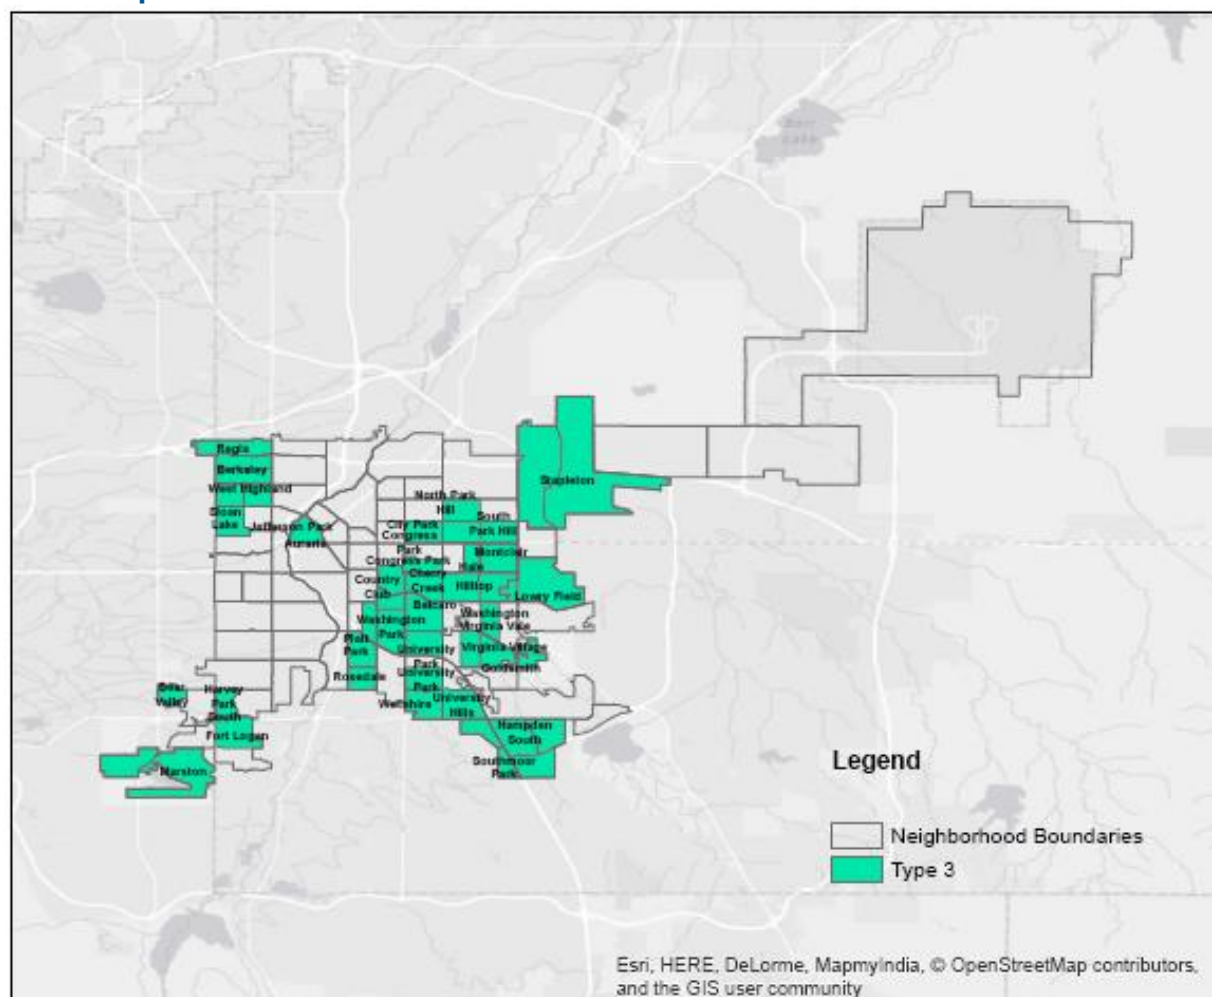 Regis
Berkeley
West Highland
Sloan
Lake
Jefferson Park
Auraria
North Park
Hill
South
Park Hill
City Park
Congress
Park
Congress Park
Montclair
Hale
Stapleton
Country
Club
Cherry
Creek
Hilltop
Lowry Field
Belcaro
Washington
Virginia Vale
Washington
Park
Platt
Park
Virginia Village
University
Park
Goldsmith
Rosedale
University
Park
Wellshire
University
Hills
Hampden
South
Southmoor
Park
Bear
Valley
Harvey
Park
South
Fort Logan
Marston
Legend
Neighborhood Boundaries
Type 3
Esri, HERE, DeLorme, MapmyIndia, © OpenStreetMap contributors,
and the GIS user community